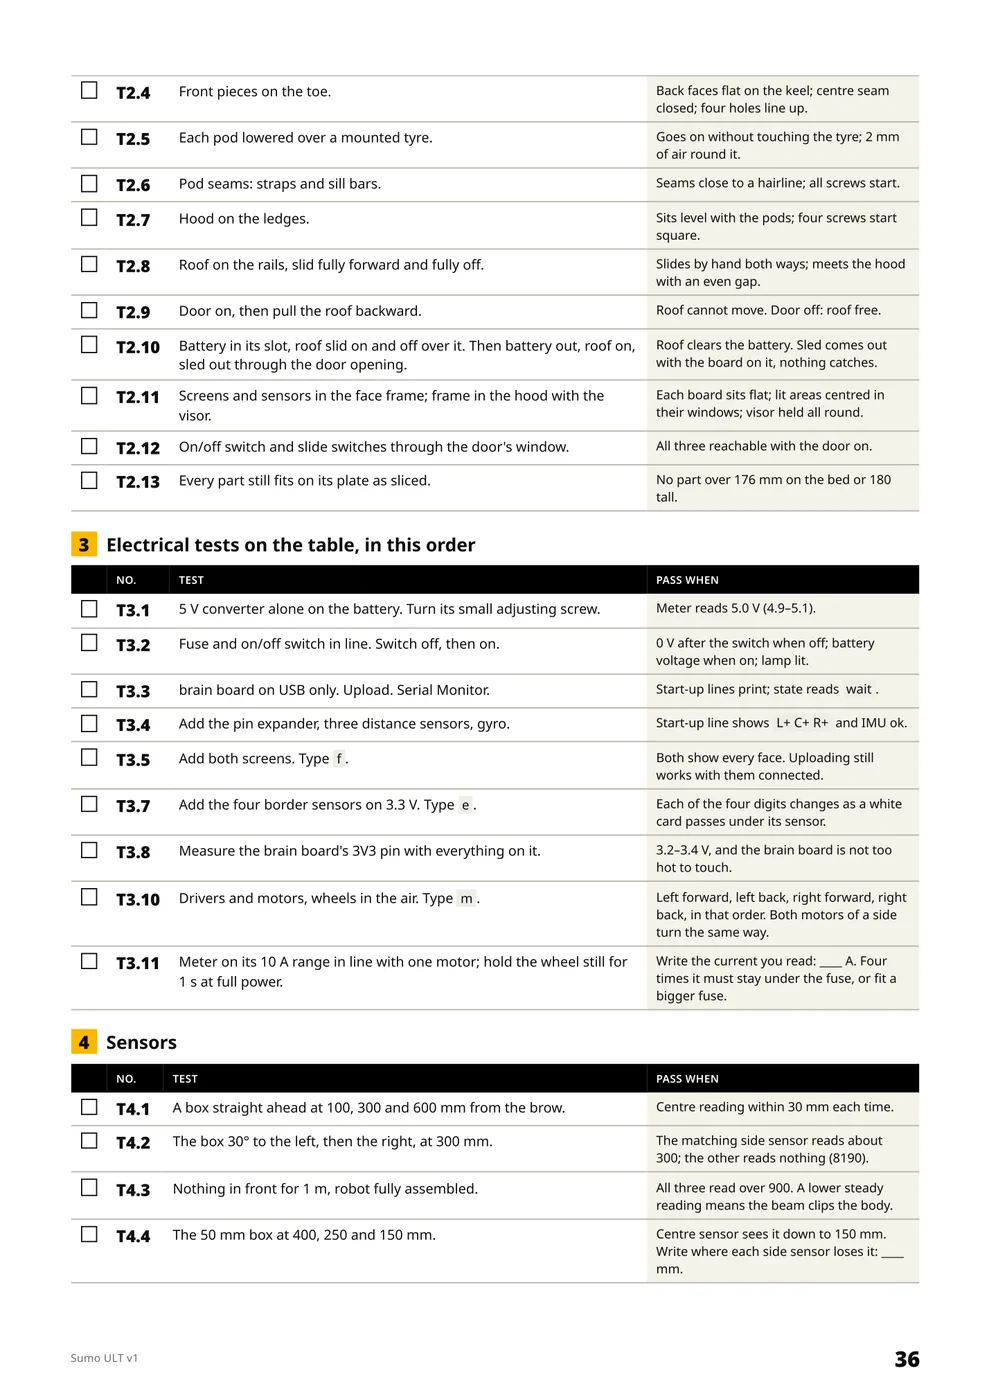 T2.4 Front pieces on the toe. Back faces flat on the keel; centre seam
closed; four holes line up.
T2.5 Each pod lowered over a mounted tyre. Goes on without touching the tyre; 2 mm
of air round it.
T2.6 Pod seams: straps and sill bars. Seams close to a hairline; all screws start.
T2.7 Hood on the ledges. Sits level with the pods; four screws start
square.
T2.8 Roof on the rails, slid fully forward and fully off. Slides by hand both ways; meets the hood
with an even gap.
T2.9 Door on, then pull the roof backward. Roof cannot move. Door off: roof free.
T2.10 Battery in its slot, roof slid on and off over it. Then battery out, roof on, Roof clears the battery. Sled comes out
sled out through the door opening. with the board on it, nothing catches.
T2.11 Screens and sensors in the face frame; frame in the hood with the Each board sits flat; lit areas centred in
visor. their windows; visor held all round.
T2.12 On/off switch and slide switches through the door's window. All three reachable with the door on.
T2.13 Every part still fits on its plate as sliced. No part over 176 mm on the bed or 180
tall.
3 Electrical tests on the table, in this order
NO. TEST PASS WHEN
T3.1 5 V converter alone on the battery. Turn its small adjusting screw. Meter reads 5.0 V (4.9–5.1).
T3.2 Fuse and on/off switch in line. Switch off, then on. 0 V after the switch when off; battery
voltage when on; lamp lit.
T3.3 brain board on USB only. Upload. Serial Monitor. Start-up lines print; state reads wait .
T3.4 Add the pin expander, three distance sensors, gyro. Start-up line shows L+ C+ R+ and IMU ok.
T3.5 Add both screens. Type f . Both show every face. Uploading still
works with them connected.
T3.7 Add the four border sensors on 3.3 V. Type e . Each of the four digits changes as a white
card passes under its sensor.
T3.8 Measure the brain board's 3V3 pin with everything on it. 3.2–3.4 V, and the brain board is not too
hot to touch.
T3.10 Drivers and motors, wheels in the air. Type m . Left forward, left back, right forward, right
back, in that order. Both motors of a side
turn the same way.
T3.11 Meter on its 10 A range in line with one motor; hold the wheel still for Write the current you read: ___ A. Four
1 s at full power. times it must stay under the fuse, or fit a
bigger fuse.
4 Sensors
NO. TEST PASS WHEN
T4.1 A box straight ahead at 100, 300 and 600 mm from the brow. Centre reading within 30 mm each time.
T4.2 The box 30° to the left, then the right, at 300 mm. The matching side sensor reads about
300; the other reads nothing (8190).
T4.3 Nothing in front for 1 m, robot fully assembled. All three read over 900. A lower steady
reading means the beam clips the body.
T4.4 The 50 mm box at 400, 250 and 150 mm. Centre sensor sees it down to 150 mm.
Write where each side sensor loses it: ___
mm.
Sumo ULT v1 36